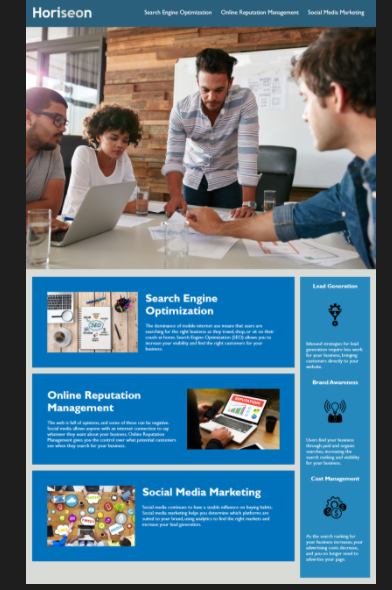 Horiseon
Search Engine Optimization Online Reputation Management Social Media Marketing
Search Engine
Optimization
The dominance of mobile internet use means that users are
searching for the right business as they travel, shop, or sit on their
couch at home. Search Engine Optimization (SEO) allows you to
increase your visibility and find the right customers for your
business.
Online Reputation
Management
The web is full of opinions, and some of these can be negative.
Social media allows anyone with an internet connection to say
whatever they want about your business. Online Reputation
Management gives you the control over what potential customers
see when they search for your business.
REPUTATION
Social Media Marketing
Social media continues to have a sizable influence on buying habits.
Social media marketing helps you determine which platforms are
suited to your brand, using analytics to find the right markets and
increase your lead generation.
Lead Generation
Inbound strategies for lead
generation require less work
for your business, bringing
customers directly to your
website.
Brand Awareness
Users find your business
through paid and organic
searches, increasing the
search ranking and visibility
for your business.
Cost Management
As the search ranking for
your business increases, your
advertising costs decrease,
and you no longer need to
advertise your page.